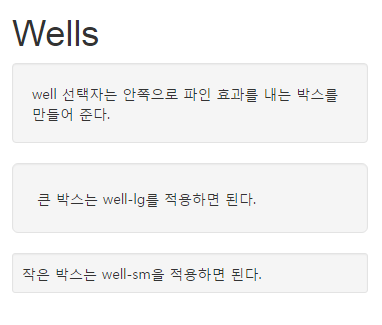 Wells
well 선택자는 안쪽으로 파인 효과를 내는 박스를
만들어 준다.
큰 박스는 well-lg를 적용하면 된다.
작은 박스는 well-sm을 적용하면 된다.